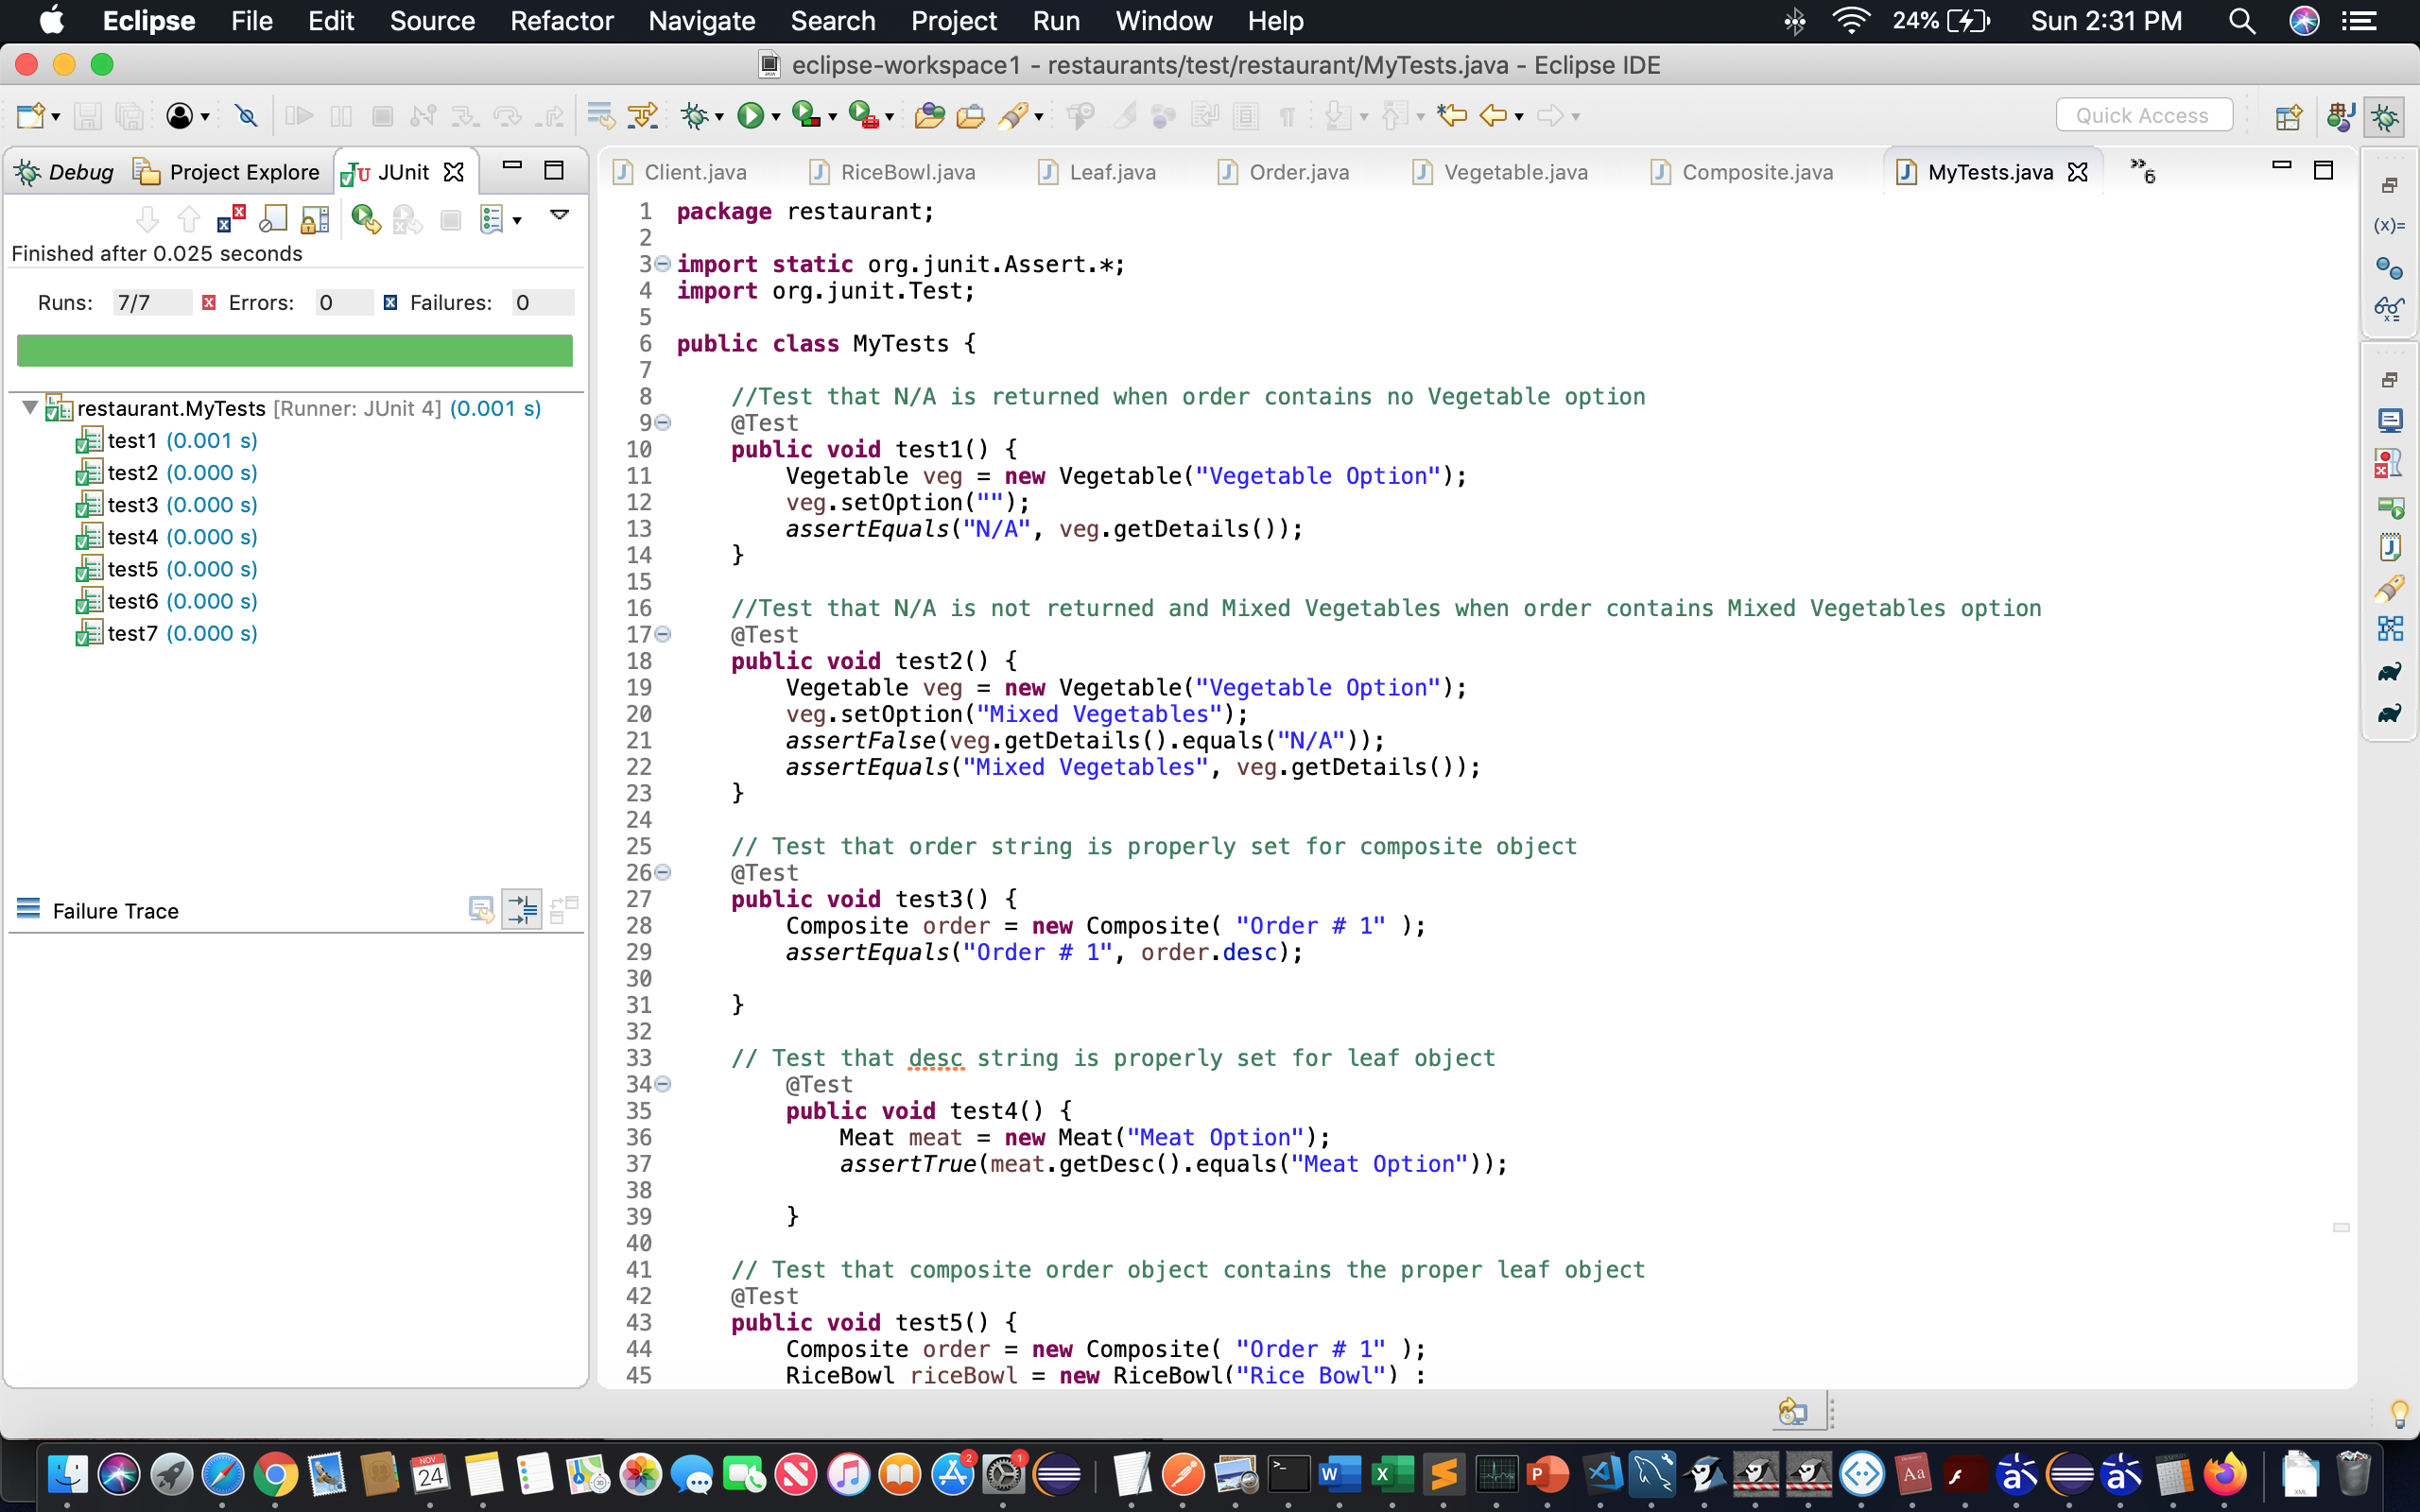 Eclipse File Edit Source Refactor Navigate Search Project Run Window Help 24% Sun 2:31 PM
eclipse-workspace1 - restaurants/test/restaurant/MyTests.java - Eclipse IDE
Quick Access
Debug Project Explore JUnit
Finished after 0.025 seconds
Runs: 7/7 Errors: 0 Failures: 0
restaurant.MyTests [Runner: JUnit 4] (0.001 s)
test1 (0.001 s)
test2 (0.000 s)
test3 (0.000 s)
test4 (0.000 s)
test5 (0.000 s)
test6 (0.000 s)
test7 (0.000 s)
Failure Trace
Client.java RiceBowl.java Leaf.java Order.java Vegetable.java Composite.java MyTests.java 6
1 package restaurant;
2
3 import static org.junit.Assert.*;
4 import org.junit.Test;
5
6 public class MyTests {
7
8 //Test that N/A is returned when order contains no Vegetable option
9 @Test
10 public void test1() {
11 Vegetable veg = new Vegetable("Vegetable Option");
12 veg.setOption("");
13 assertEquals("N/A", veg.getDetails());
14 }
15
16 //Test that N/A is not returned and Mixed Vegetables when order contains Mixed Vegetables option
17 @Test
18 public void test2() {
19 Vegetable veg = new Vegetable("Vegetable Option");
20 veg.setOption("Mixed Vegetables");
21 assertFalse(veg.getDetails().equals("N/A"));
22 assertEquals("Mixed Vegetables", veg.getDetails());
23 }
24
25 // Test that order string is properly set for composite object
26 @Test
27 public void test3() {
28 Composite order = new Composite( "Order # 1" );
29 assertEquals("Order # 1", order.desc);
30
31 }
32
33 // Test that desc string is properly set for leaf object
34 @Test
35 public void test4() {
36 Meat meat = new Meat("Meat Option");
37 assertTrue(meat.getDesc().equals("Meat Option"));
38
39 }
40
41 // Test that composite order object contains the proper leaf object
42 @Test
43 public void test5() {
44 Composite order = new Composite( "Order # 1" );
45 RiceBowl riceBowl = new RiceBowl("Rice Bowl") :
(x)=
NOV
24
2
1
W
X
P
Aa